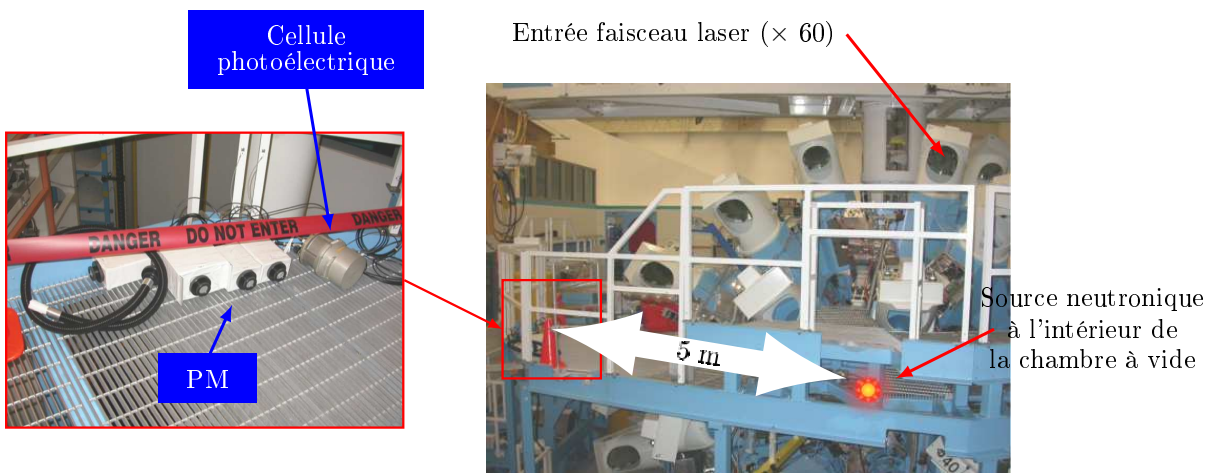 Cellule
photoélectrique
Entrée faisceau laser (× 60)
DANGER DO NOT ENTER DANGER
PM
5 m
Source neutronique
à l'intérieur de
la chambre à vide
Φ40